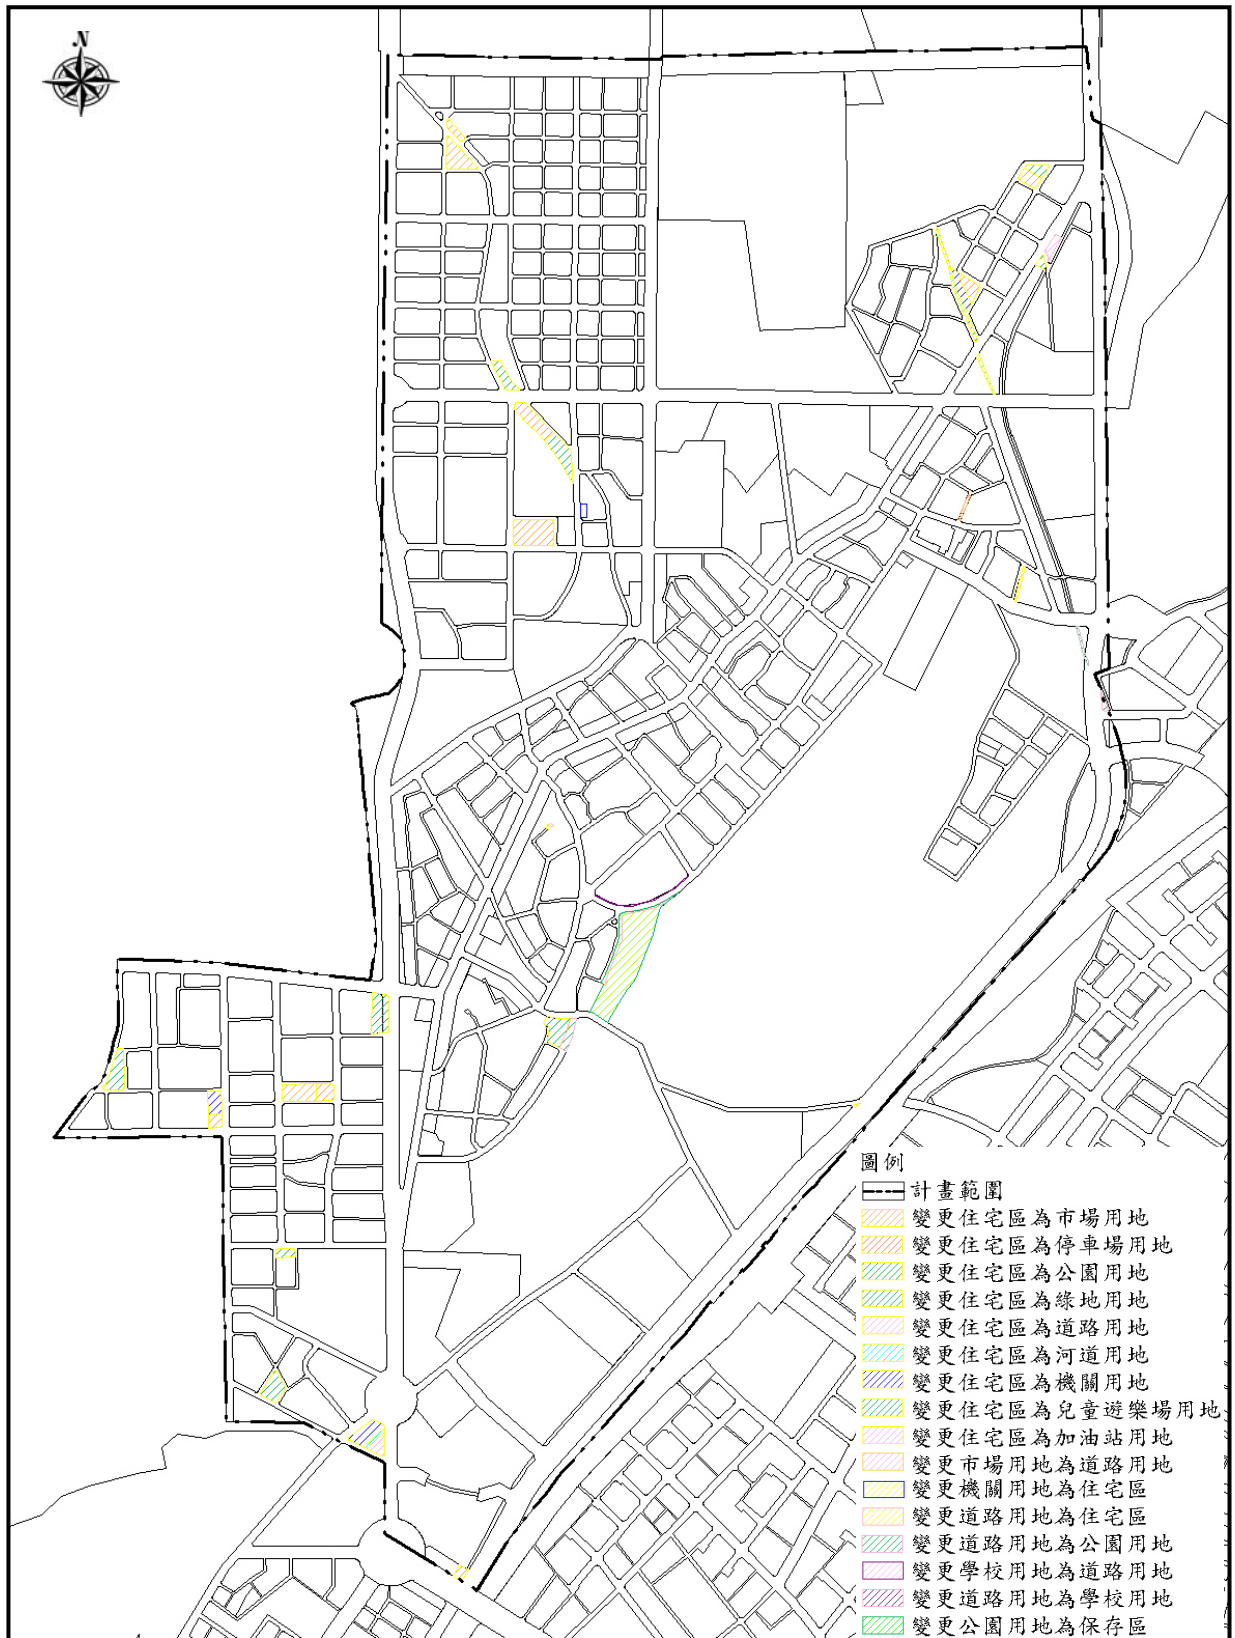 N
圖例
計畫範圍
變更住宅區為市場用地
變更住宅區為停車場用地
變更住宅區為公園用地
變更住宅區為綠地用地
變更住宅區為道路用地
變更住宅區為河道用地
變更住宅區為機關用地
變更住宅區為兒童遊樂場用地
變更住宅區為加油站用地
變更市場用地為道路用地
變更機關用地為住宅區
變更道路用地為住宅區
變更道路用地為公園用地
變更學校用地為道路用地
變更道路用地為學校用地
變更公園用地為保存區